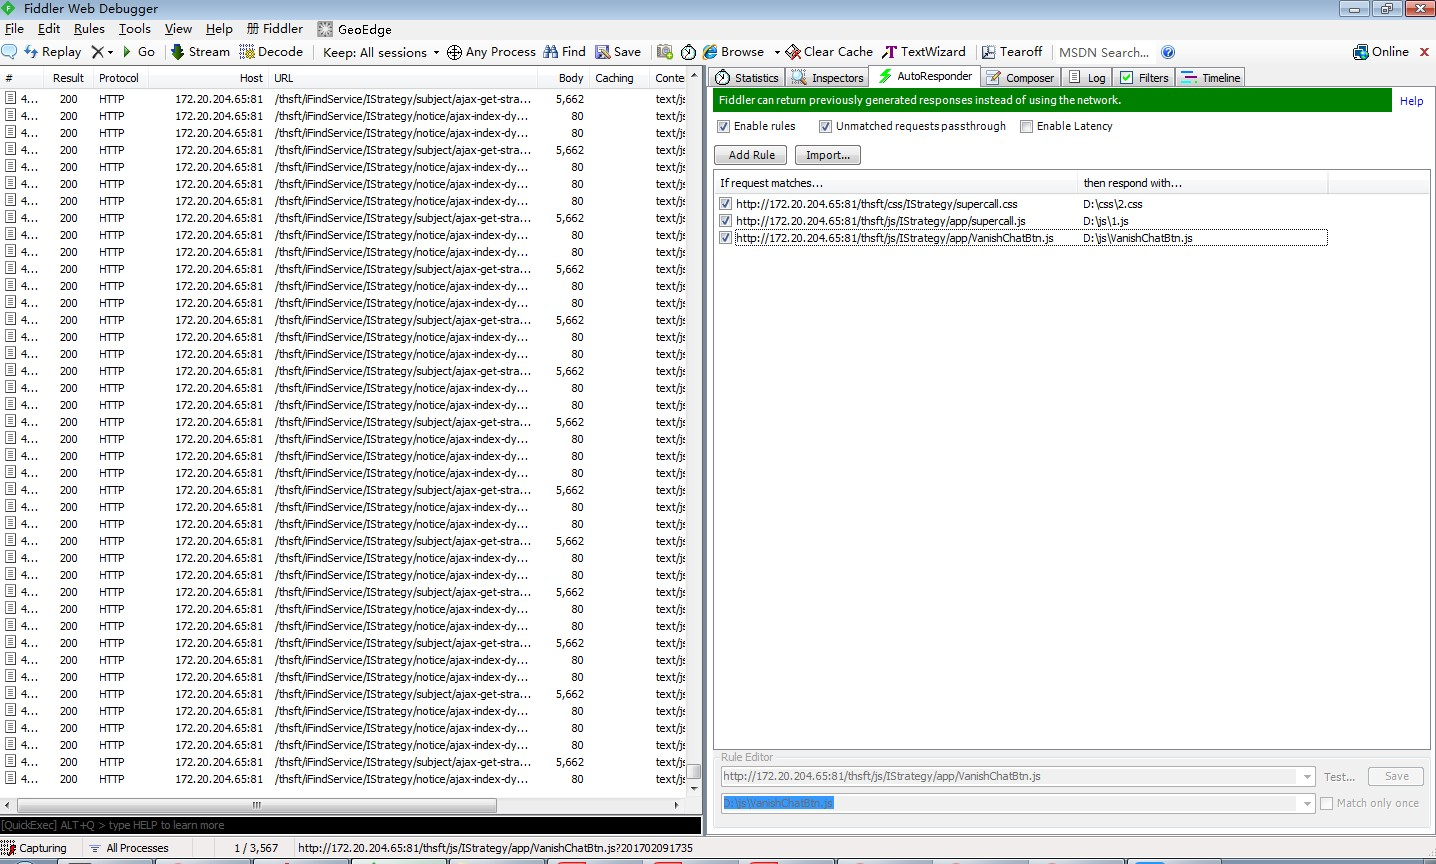 Fiddler Web Debugger
File Edit Rules Tools View Help 册 Fiddler GeoEdge
Replay Go Stream Decode Keep: All sessions Any Process Find Save Browse Clear Cache TextWizard Tearoff MSDN Search... Online
# Result Protocol Host URL Body Caching Conte
4... 200 HTTP 172.20.204.65:81 /thsft/iFindService/IStrategy/subject/ajax-get-stra... 5,662 text/js
4... 200 HTTP 172.20.204.65:81 /thsft/iFindService/IStrategy/notice/ajax-index-dy... 80 text/js
4... 200 HTTP 172.20.204.65:81 /thsft/iFindService/IStrategy/notice/ajax-index-dy... 80 text/js
4... 200 HTTP 172.20.204.65:81 /thsft/iFindService/IStrategy/subject/ajax-get-stra... 5,662 text/js
4... 200 HTTP 172.20.204.65:81 /thsft/iFindService/IStrategy/notice/ajax-index-dy... 80 text/js
4... 200 HTTP 172.20.204.65:81 /thsft/iFindService/IStrategy/notice/ajax-index-dy... 80 text/js
4... 200 HTTP 172.20.204.65:81 /thsft/iFindService/IStrategy/notice/ajax-index-dy... 80 text/js
4... 200 HTTP 172.20.204.65:81 /thsft/iFindService/IStrategy/subject/ajax-get-stra... 5,662 text/js
4... 200 HTTP 172.20.204.65:81 /thsft/iFindService/IStrategy/notice/ajax-index-dy... 80 text/js
4... 200 HTTP 172.20.204.65:81 /thsft/iFindService/IStrategy/notice/ajax-index-dy... 80 text/js
4... 200 HTTP 172.20.204.65:81 /thsft/iFindService/IStrategy/subject/ajax-get-stra... 5,662 text/js
4... 200 HTTP 172.20.204.65:81 /thsft/iFindService/IStrategy/notice/ajax-index-dy... 80 text/js
4... 200 HTTP 172.20.204.65:81 /thsft/iFindService/IStrategy/notice/ajax-index-dy... 80 text/js
4... 200 HTTP 172.20.204.65:81 /thsft/iFindService/IStrategy/subject/ajax-get-stra... 5,662 text/js
4... 200 HTTP 172.20.204.65:81 /thsft/iFindService/IStrategy/notice/ajax-index-dy... 80 text/js
4... 200 HTTP 172.20.204.65:81 /thsft/iFindService/IStrategy/notice/ajax-index-dy... 80 text/js
4... 200 HTTP 172.20.204.65:81 /thsft/iFindService/IStrategy/subject/ajax-get-stra... 5,662 text/js
4... 200 HTTP 172.20.204.65:81 /thsft/iFindService/IStrategy/notice/ajax-index-dy... 80 text/js
4... 200 HTTP 172.20.204.65:81 /thsft/iFindService/IStrategy/notice/ajax-index-dy... 80 text/js
4... 200 HTTP 172.20.204.65:81 /thsft/iFindService/IStrategy/subject/ajax-get-stra... 5,662 text/js
4... 200 HTTP 172.20.204.65:81 /thsft/iFindService/IStrategy/notice/ajax-index-dy... 80 text/js
4... 200 HTTP 172.20.204.65:81 /thsft/iFindService/IStrategy/notice/ajax-index-dy... 80 text/js
4... 200 HTTP 172.20.204.65:81 /thsft/iFindService/IStrategy/notice/ajax-index-dy... 80 text/js
4... 200 HTTP 172.20.204.65:81 /thsft/iFindService/IStrategy/subject/ajax-get-stra... 5,662 text/js
4... 200 HTTP 172.20.204.65:81 /thsft/iFindService/IStrategy/notice/ajax-index-dy... 80 text/js
4... 200 HTTP 172.20.204.65:81 /thsft/iFindService/IStrategy/notice/ajax-index-dy... 80 text/js
4... 200 HTTP 172.20.204.65:81 /thsft/iFindService/IStrategy/subject/ajax-get-stra... 5,662 text/js
4... 200 HTTP 172.20.204.65:81 /thsft/iFindService/IStrategy/notice/ajax-index-dy... 80 text/js
4... 200 HTTP 172.20.204.65:81 /thsft/iFindService/IStrategy/notice/ajax-index-dy... 80 text/js
4... 200 HTTP 172.20.204.65:81 /thsft/iFindService/IStrategy/subject/ajax-get-stra... 5,662 text/js
4... 200 HTTP 172.20.204.65:81 /thsft/iFindService/IStrategy/notice/ajax-index-dy... 80 text/js
4... 200 HTTP 172.20.204.65:81 /thsft/iFindService/IStrategy/notice/ajax-index-dy... 80 text/js
4... 200 HTTP 172.20.204.65:81 /thsft/iFindService/IStrategy/subject/ajax-get-stra... 5,662 text/js
4... 200 HTTP 172.20.204.65:81 /thsft/iFindService/IStrategy/notice/ajax-index-dy... 80 text/js
4... 200 HTTP 172.20.204.65:81 /thsft/iFindService/IStrategy/notice/ajax-index-dy... 80 text/js
4... 200 HTTP 172.20.204.65:81 /thsft/iFindService/IStrategy/subject/ajax-get-stra... 5,662 text/js
4... 200 HTTP 172.20.204.65:81 /thsft/iFindService/IStrategy/notice/ajax-index-dy... 80 text/js
4... 200 HTTP 172.20.204.65:81 /thsft/iFindService/IStrategy/notice/ajax-index-dy... 80 text/js
4... 200 HTTP 172.20.204.65:81 /thsft/iFindService/IStrategy/notice/ajax-index-dy... 80 text/js
4... 200 HTTP 172.20.204.65:81 /thsft/iFindService/IStrategy/subject/ajax-get-stra... 5,662 text/js
4... 200 HTTP 172.20.204.65:81 /thsft/iFindService/IStrategy/notice/ajax-index-dy... 80 text/js
[QuickExec] ALT+Q > type HELP to learn more
Statistics Inspectors AutoResponder Composer Log Filters Timeline
Fiddler can return previously generated responses instead of using the network. Help
Enable rules Unmatched requests passthrough Enable Latency
Add Rule Import...
If request matches... then respond with...
http://172.20.204.65:81/thsft/css/IStrategy/supercall.css D:\css\2.css
http://172.20.204.65:81/thsft/js/IStrategy/app/supercall.js D:\js\1.js
http://172.20.204.65:81/thsft/js/IStrategy/app/VanishChatBtn.js D:\js\VanishChatBtn.js
Rule Editor
http://172.20.204.65:81/thsft/js/IStrategy/app/VanishChatBtn.js Test... Save
D:\js\VanishChatBtn.js Match only once
Capturing All Processes 1 / 3,567 http://172.20.204.65:81/thsft/js/IStrategy/app/VanishChatBtn.js?201702091735